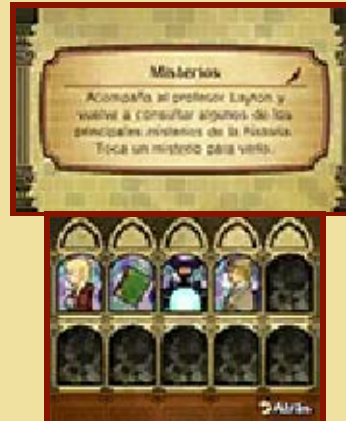 Misterios
Acompaña al profesor Layton y
vuelve a consultar algunos de los
principales misterios de la historia.
Toca un misterio para verlo.
Atrás